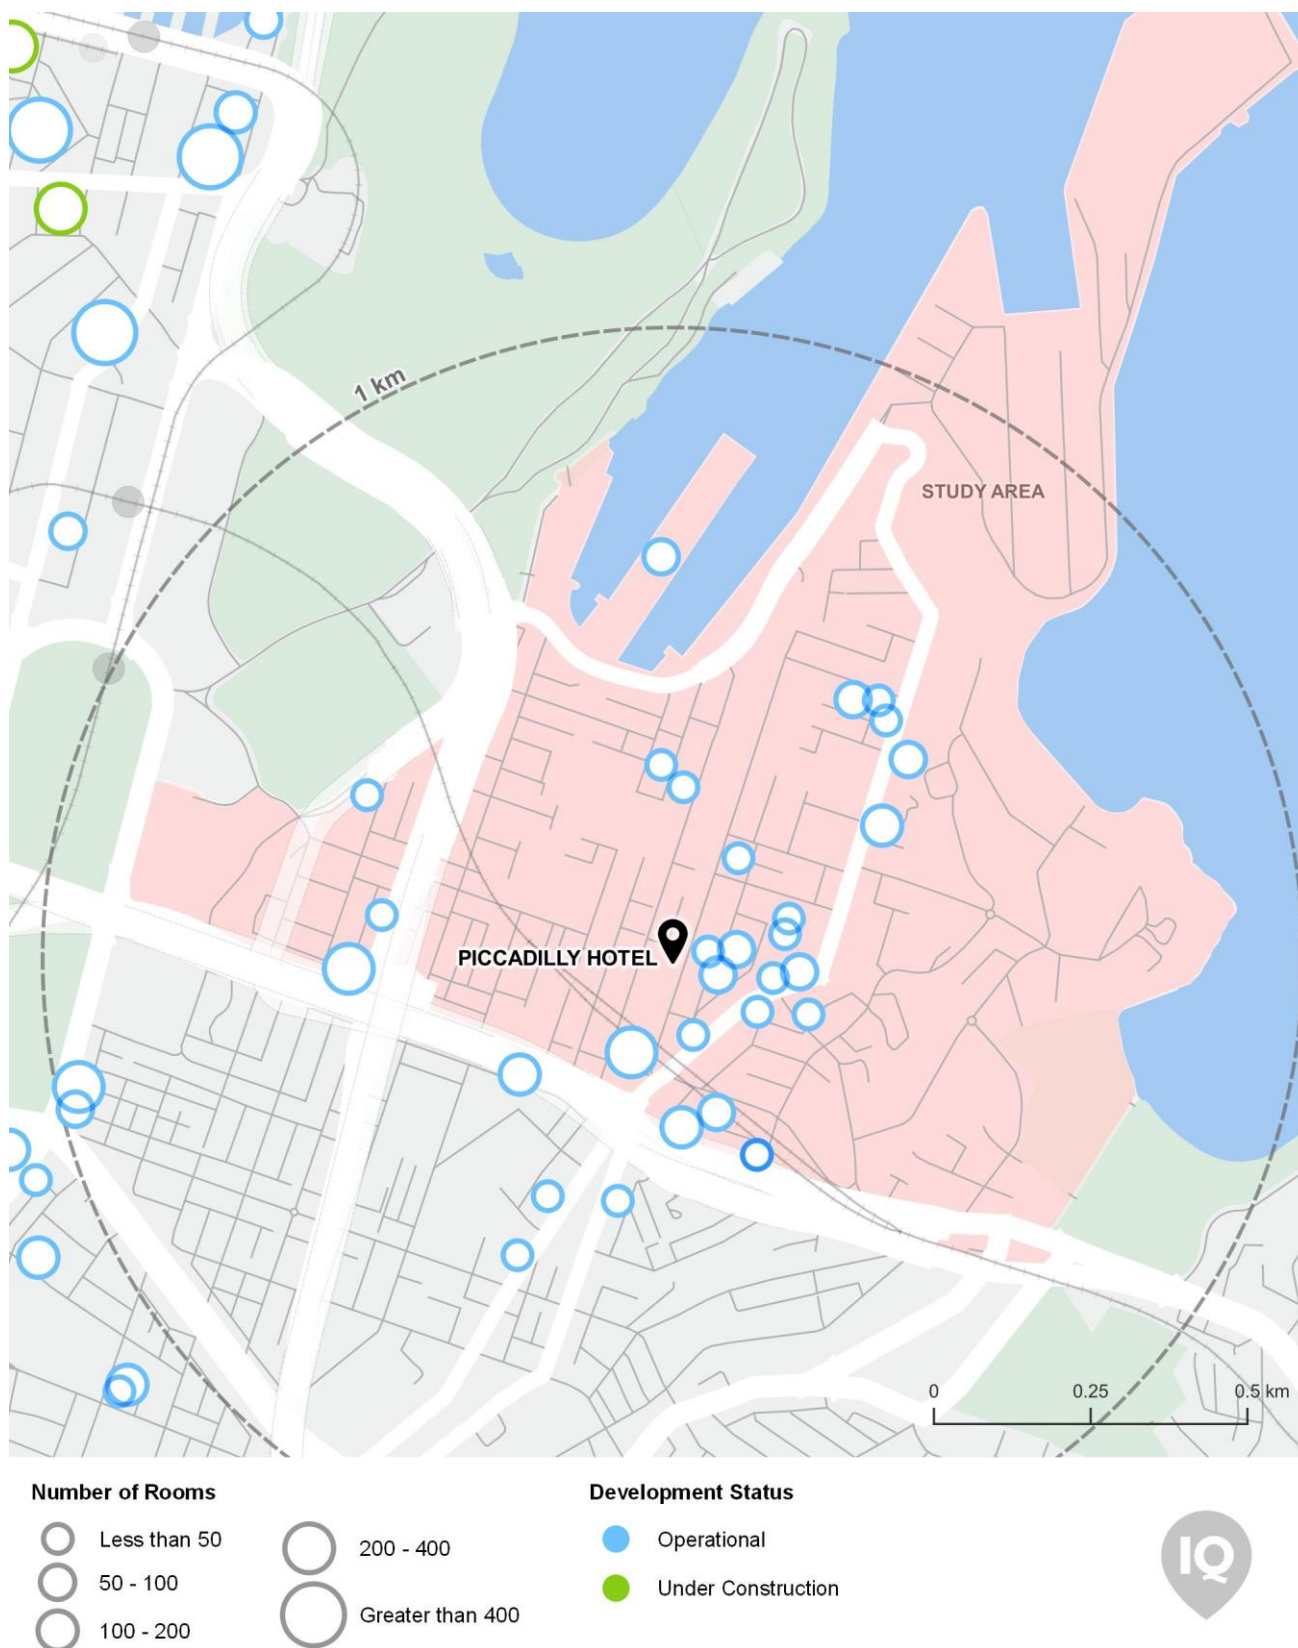 1 km
STUDY AREA
PICCADILLY HOTEL
0 0.25 0.5 km
Number of Rooms
Less than 50
50 - 100
100 - 200
200 - 400
Greater than 400
Development Status
Operational
Under Construction
IQ